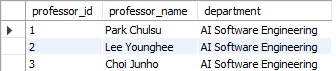 professor_id professor_name department
1 Park Chulsu AI Software Engineering
2 Lee Younghee AI Software Engineering
3 Choi Junho AI Software Engineering